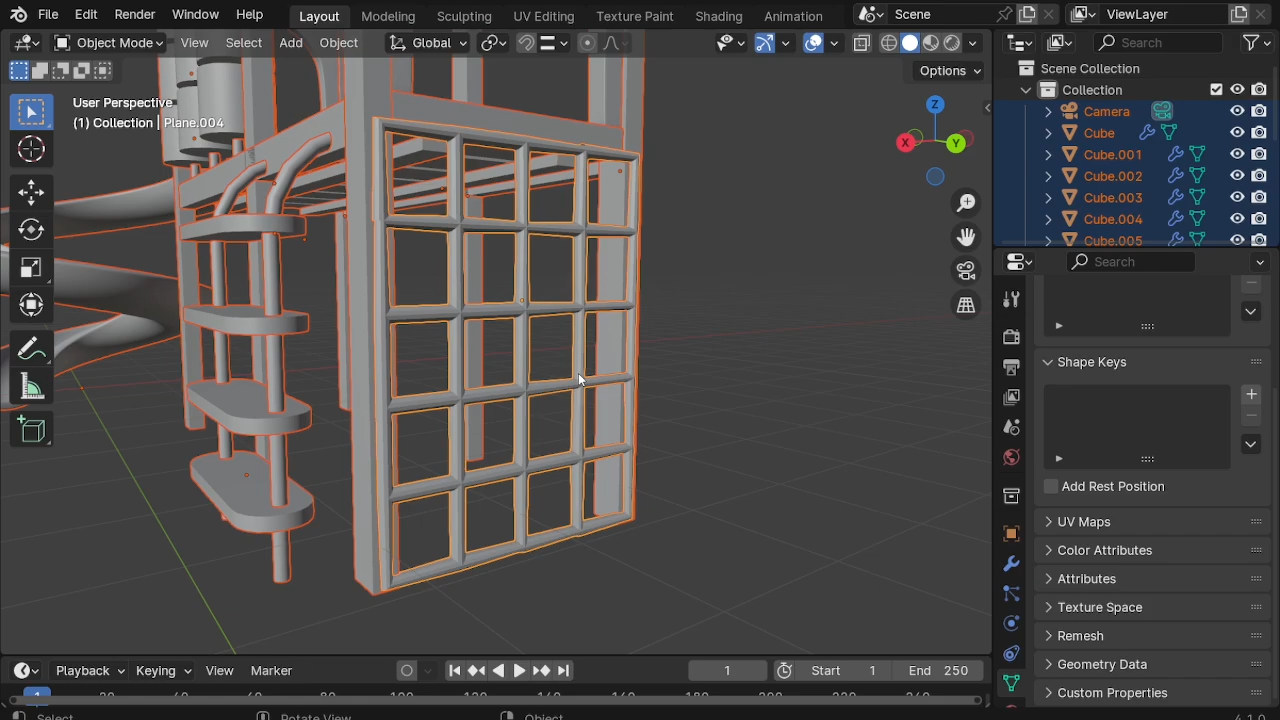 File Edit Render Window Help Layout Modeling Sculpting UV Editing Texture Paint Shading Animation Scene ViewLayer
Object Mode View Select Add Object Global Search
Options
User Perspective
(1) Collection | Plane.004
Z
X
Y
Scene Collection
Collection
Camera
Cube
Cube.001
Cube.002
Cube.003
Cube.004
Cube.005
Search
Shape Keys
Add Rest Position
UV Maps
Color Attributes
Attributes
Texture Space
Remesh
Geometry Data
Custom Properties
Playback Keying View Marker 1 Start 1 End 250
1
Select Rotate View Object 4.1.0